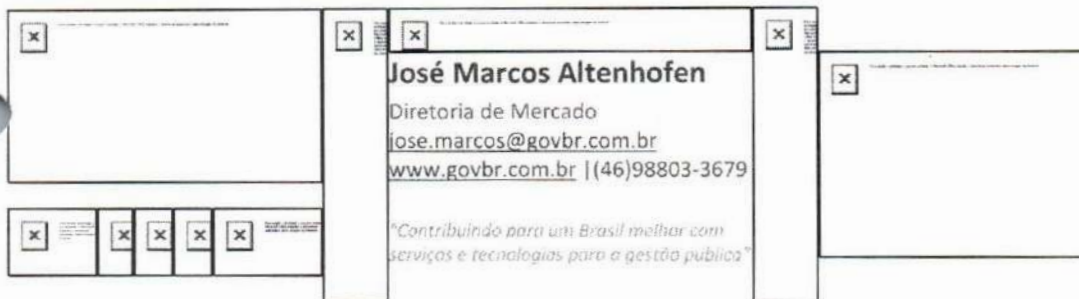 José Marcos Altenhofen
Diretoria de Mercado
jose.marcos@govbr.com.br
www.govbr.com.br |(46)98803-3679
"Contribuindo para um Brasil melhor com
serviços e tecnologias para a gestão pública"